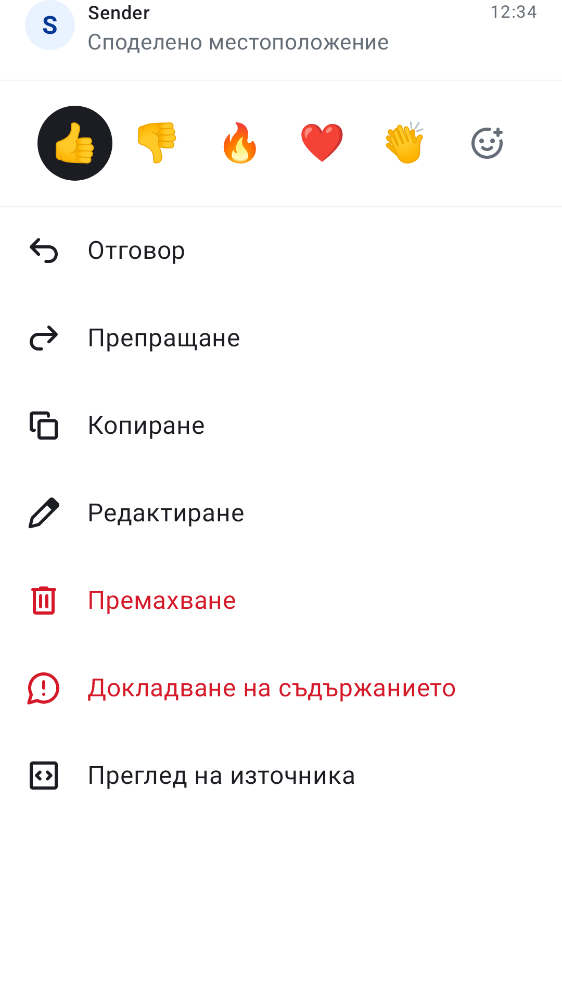 S
Sender
12:34
Споделено местоположение
Отговор
Препращане
Копиране
Редактиране
Премахване
Докладване на съдържанието
Преглед на източника